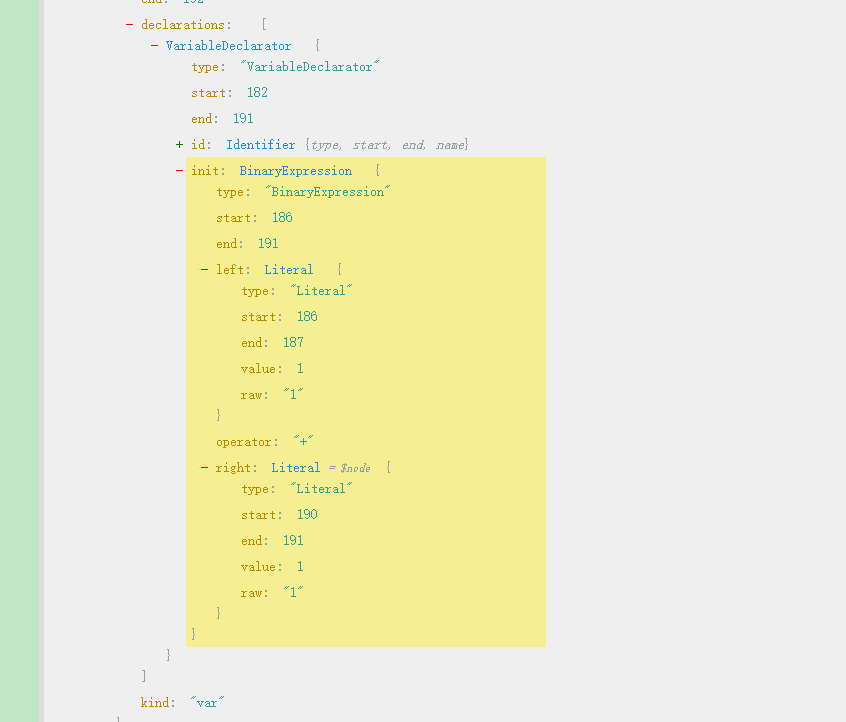 end: 192
− declarations: [
− VariableDeclarator {
type: "VariableDeclarator"
start: 182
end: 191
+ id: Identifier {type, start, end, name}
− init: BinaryExpression {
type: "BinaryExpression"
start: 186
end: 191
− left: Literal {
type: "Literal"
start: 186
end: 187
value: 1
raw: "1"
}
operator: "+"
− right: Literal = $node {
type: "Literal"
start: 190
end: 191
value: 1
raw: "1"
}
}
}
]
kind: "var"
}